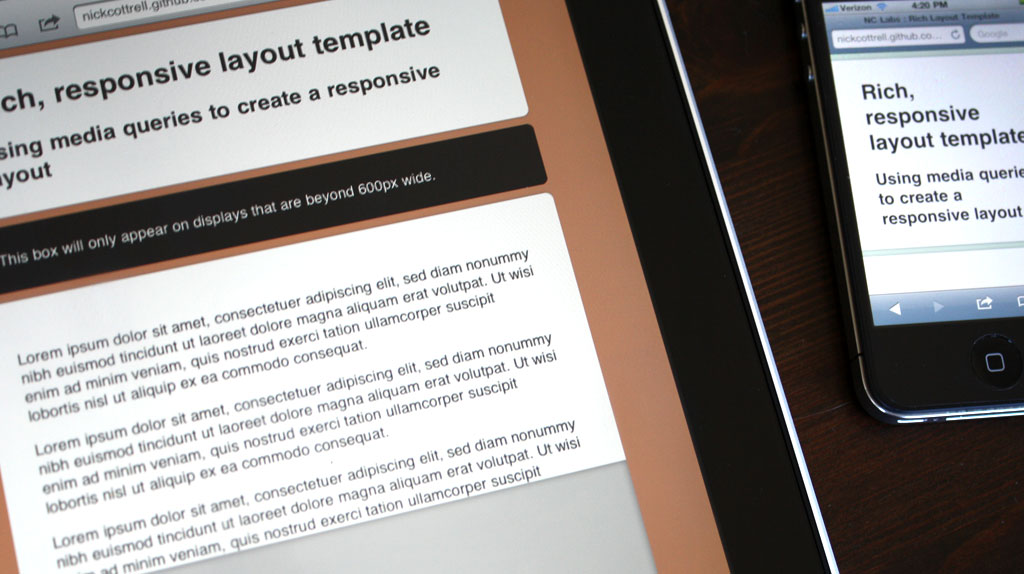 nickcottrell.github
ch, responsive layout template
sing media queries to create a responsive
ayout
This box will only appear on displays that are beyond 600px wide.
Lorem ipsum dolor sit amet, consectetuer adipiscing elit, sed diam nonummy
nibh euismod tincidunt ut laoreet dolore magna aliquam erat volutpat. Ut wisi
enim ad minim veniam, quis nostrud exerci tation ullamcorper suscipit
lobortis nisl ut aliquip ex ea commodo consequat.
Lorem ipsum dolor sit amet, consectetuer adipiscing elit, sed diam nonummy
nibh euismod tincidunt ut laoreet dolore magna aliquam erat volutpat. Ut wisi
enim ad minim veniam, quis nostrud exerci tation ullamcorper suscipit
lobortis nisl ut aliquip ex ea commodo consequat.
Lorem ipsum dolor sit amet, consectetuer adipiscing elit, sed diam nonummy
nibh euismod tincidunt ut laoreet dolore magna aliquam erat volutpat. Ut wisi
ad minim veniam, quis nostrud exerci tation ullamcorper suscipit
Verizon 4:20 PM
NC Labs : Rich Layout Template
nickcottrell.github.co... Google
Rich,
responsive
layout template
Using media querie
to create a
responsive layout